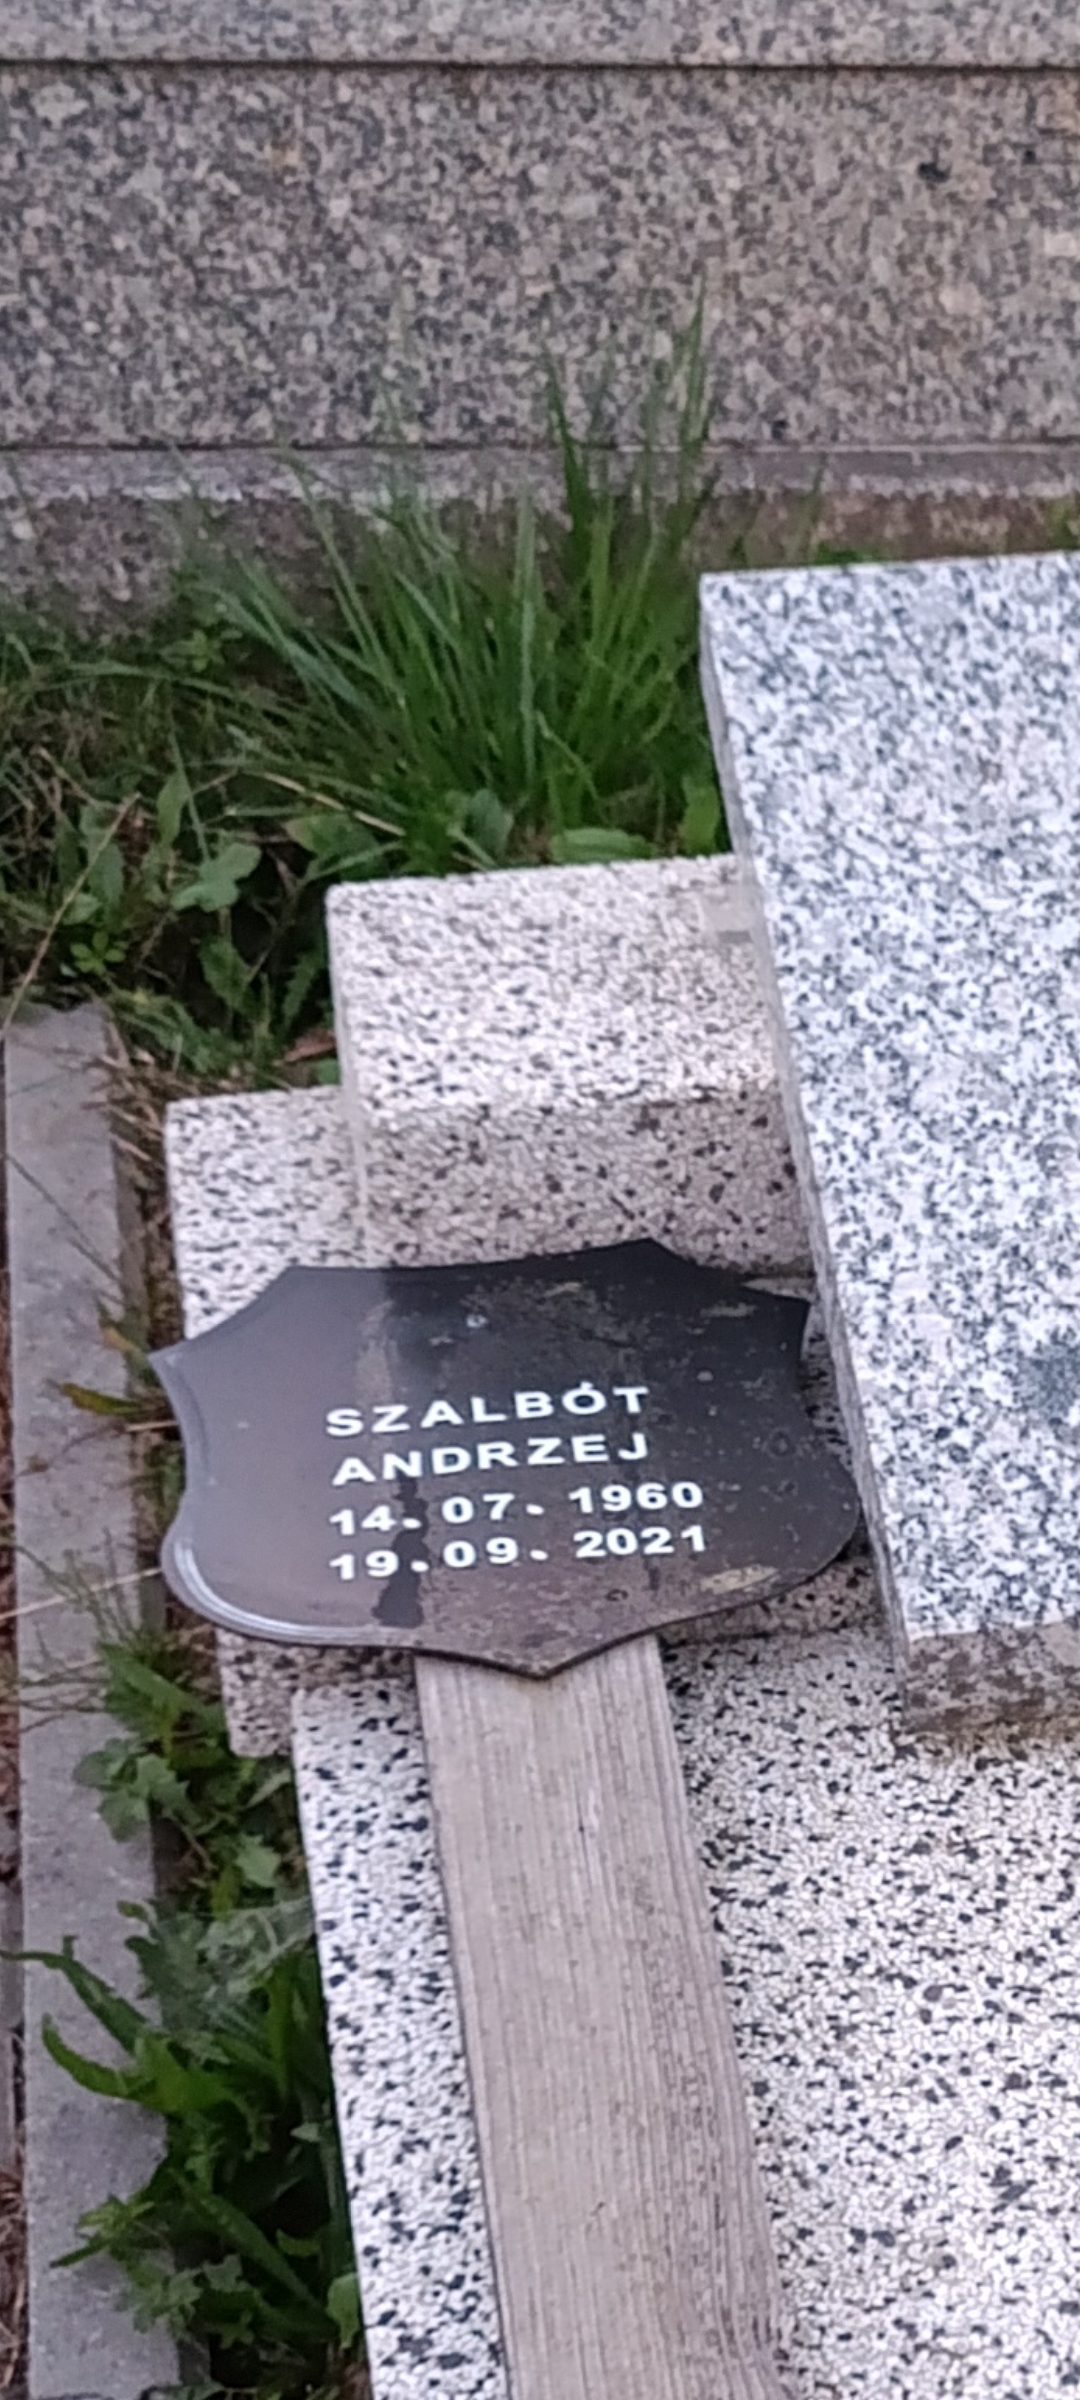 SZALBÓT
ANDRZEJ
14. 07. 1960
19. 09. 2021